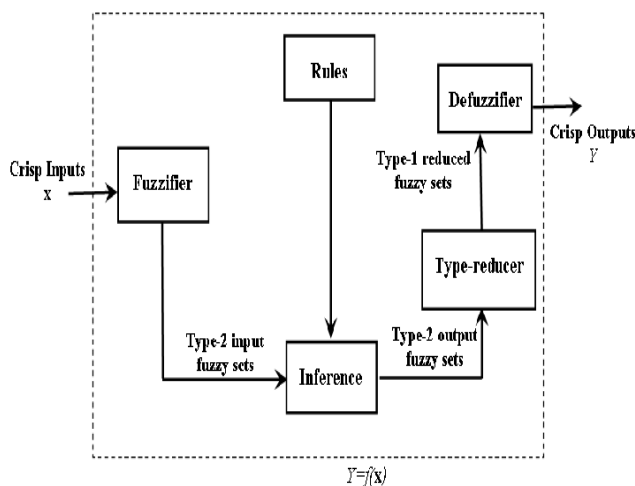 Rules
Defuzzifier
Crisp Outputs
Y
Type-1 reduced
fuzzy sets
Crisp Inputs
x
Fuzzifier
Type-reducer
Type-2 input
fuzzy sets
Inference
Type-2 output
fuzzy sets
Y=f(x)